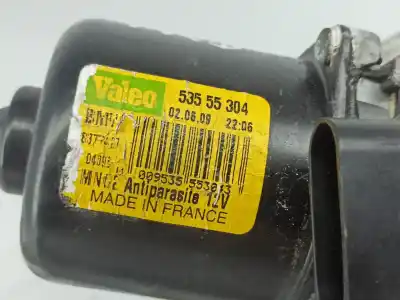 Valeo 535 55 304
BMW 02.06.09 22:06
009535 553013
Antiparasite 12V
MADE IN FRANCE